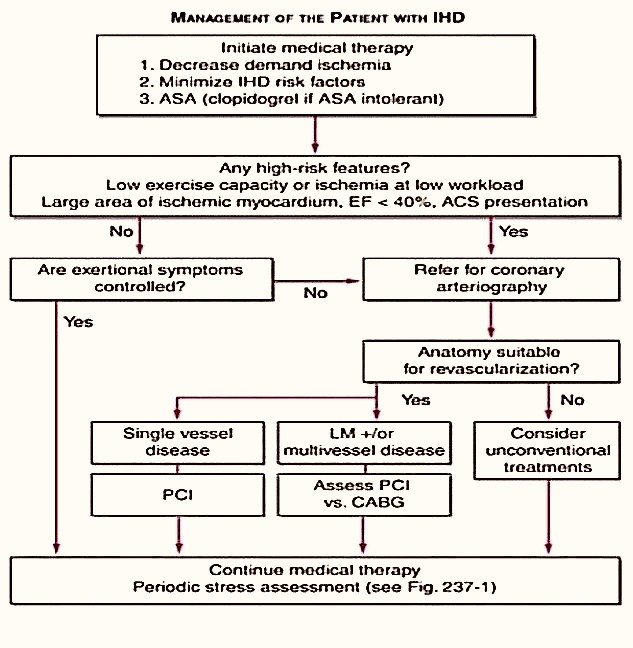 MANAGEMENT OF THE PATIENT WITH IHD
Initiate medical therapy
1. Decrease demand ischemia
2. Minimize IHD risk factors
3. ASA (clopidogrel if ASA intolerant)
Any high-risk features?
Low exercise capacity or ischemia at low workload
Large area of ischemic myocardium, EF < 40%, ACS presentation
No
Yes
Are exertional symptoms
controlled?
No
Refer for coronary
arteriography
Yes
Anatomy suitable
for revascularization?
Yes
No
Single vessel
disease
LM +/or
multivessel disease
Consider
unconventional
treatments
PCI
Assess PCI
vs. CABG
Continue medical therapy
Periodic stress assessment (see Fig. 237-1)